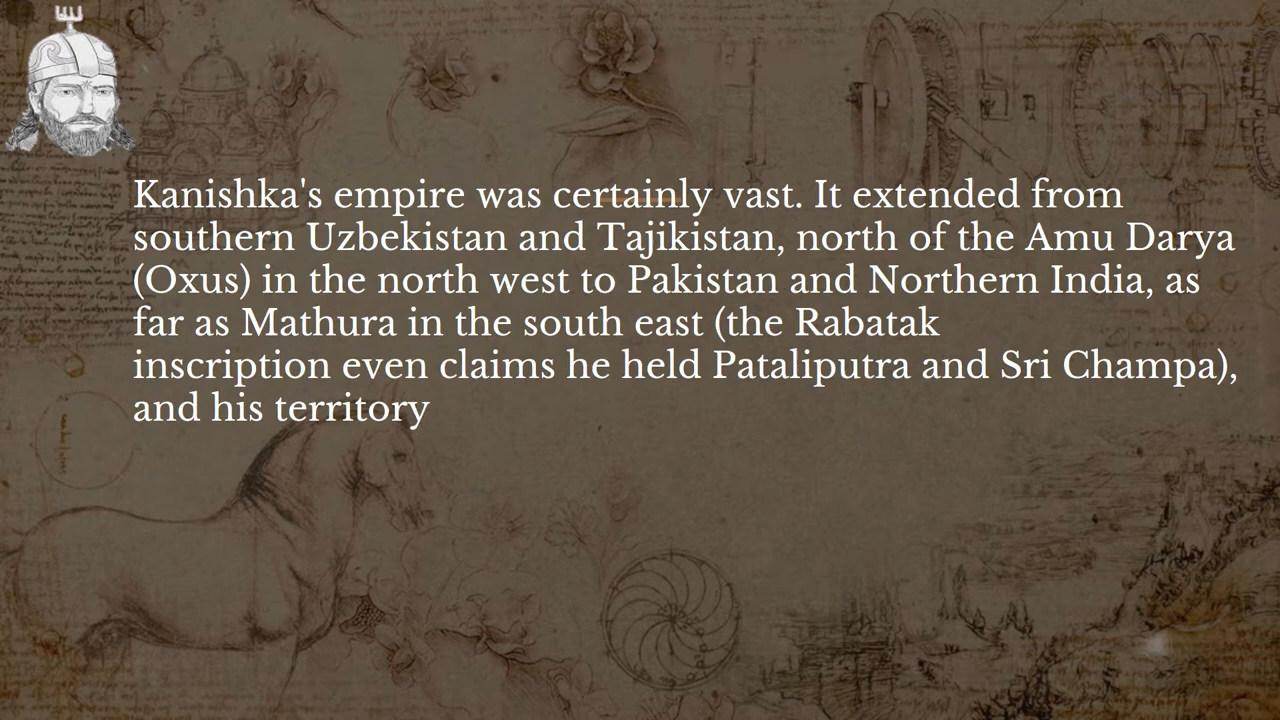 Kanishka's empire was certainly vast. It extended from
southern Uzbekistan and Tajikistan, north of the Amu Darya
(Oxus) in the north west to Pakistan and Northern India, as
far as Mathura in the south east (the Rabatak
inscription even claims he held Pataliputra and Sri Champa),
and his territory